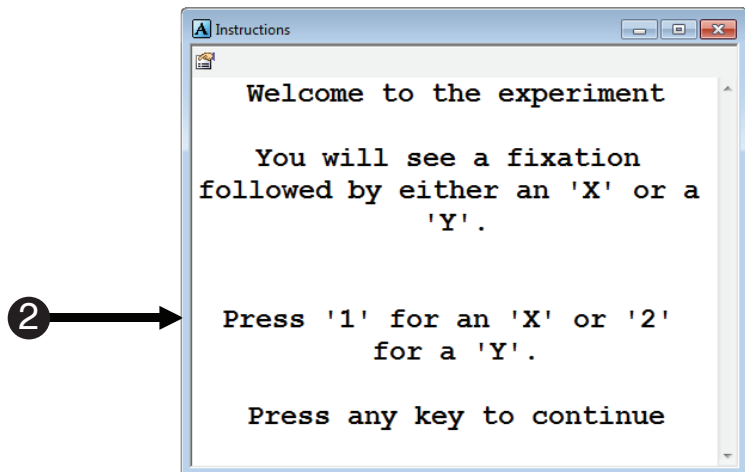 Instructions
Welcome to the experiment
You will see a fixation
followed by either an 'X' or a
'Y'.
2
Press '1' for an 'X' or '2'
for a 'Y'.
Press any key to continue